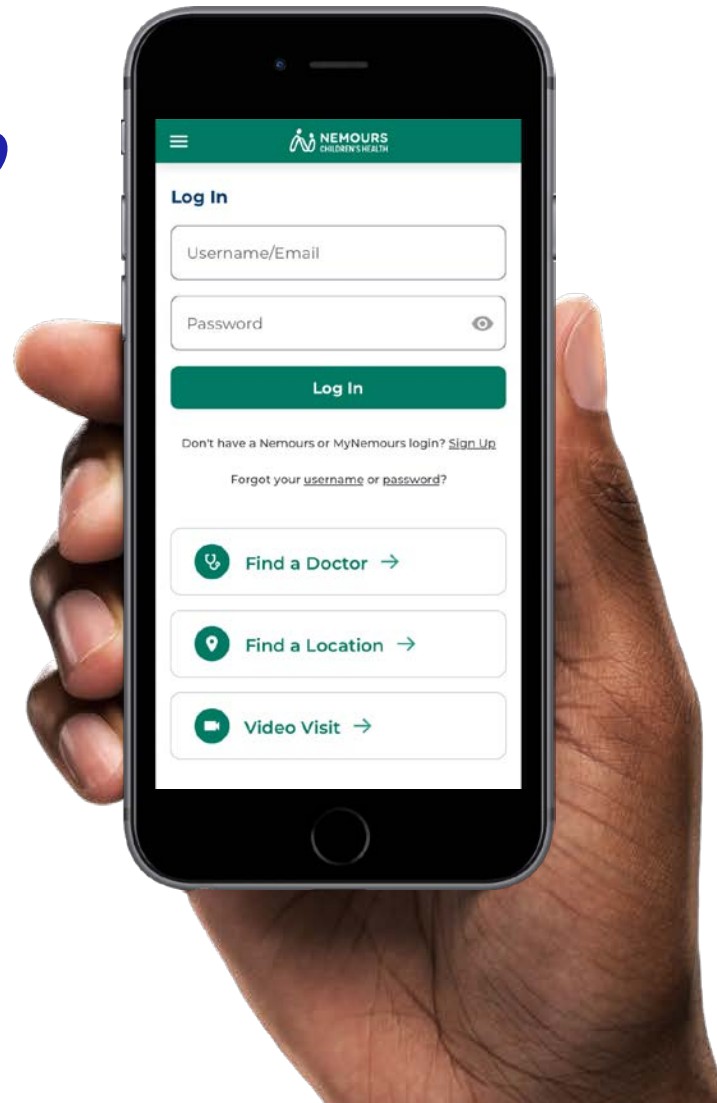 NEMOURS
CHILDREN'S HEALTH
Log In
Username/Email
Password
Log In
Don't have a Nemours or MyNemours login? Sign Up
Forgot your username or password?
Find a Doctor
Find a Location
Video Visit